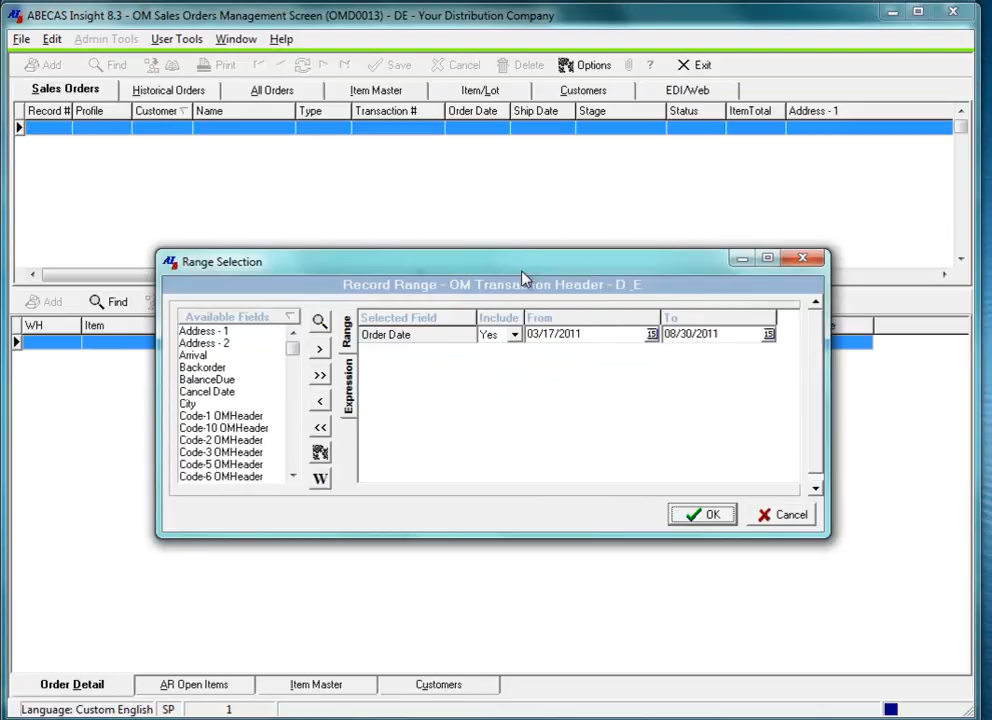 ABECAS Insight 8.3 - OM Sales Orders Management Screen (OMD0013) - DE - Your Distribution Company
File Edit Admin Tools User Tools Window Help
Add Find Print Save Cancel Delete Options ? Exit
Sales Orders Historical Orders All Orders Item Master Item/Lot Customers EDI/Web
Record # Profile Customer Name Type Transaction # Order Date Ship Date Stage Status ItemTotal Address - 1
Range Selection
Record Range - OM Transaction Header - D_E
Add Find
WH Item
Available Fields
Address - 1
Address - 2
Arrival
Backorder
BalanceDue
Cancel Date
City
Code-1 OMHeader
Code-10 OMHeader
Code-2 OMHeader
Code-3 OMHeader
Code-5 OMHeader
Code-6 OMHeader
>
>>
<
<<
W
Range
Expression
Selected Field Include From To
Order Date Yes 03/17/2011 15 08/30/2011 15
OK Cancel
Order Detail AR Open Items Item Master Customers
Language: Custom English SP 1